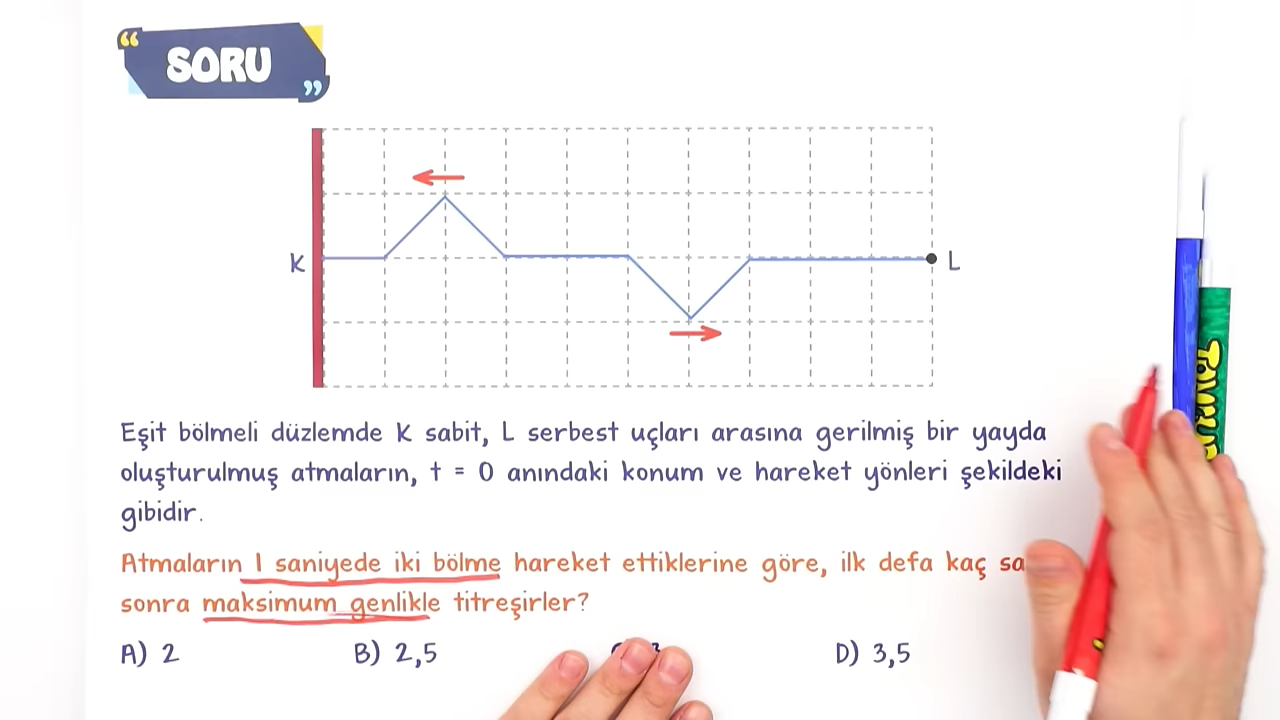 SORU
K
L
Eşit bölmeli düzlemde K sabit, L serbest uçları arasına gerilmiş bir yayda
oluşturulmuş atmaların, t = 0 anındaki konum ve hareket yönleri şekildeki
gibidir.
Atmaların 1 saniyede iki bölme hareket ettiklerine göre, ilk defa kaç
sonra maksimum genlikle titreşirler?
A) 2
B) 2,5
D) 3,5